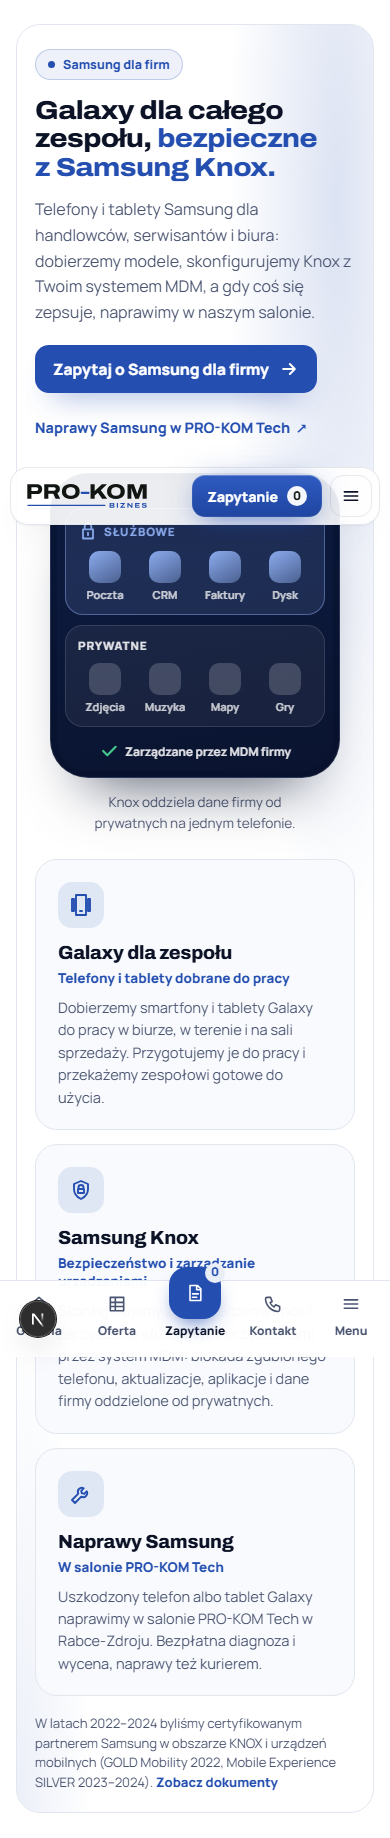 Samsung dla firm
Galaxy dla całego
zespołu, bezpieczne
z Samsung Knox.
Telefony i tablety Samsung dla
handlowców, serwisantów i biura:
dobierzemy modele, skonfigurujemy Knox z
Twoim systemem MDM, a gdy coś się
zepsuje, naprawimy w naszym salonie.
Zapytaj o Samsung dla firmy →
Naprawy Samsung w PRO-KOM Tech ↗
PRO-KOM
BIZNES
Zapytanie 0
SŁUŻBOWE
Poczta CRM Faktury Dysk
PRYWATNE
Zdjęcia Muzyka Mapy Gry
Zarządzane przez MDM firmy
Knox oddziela dane firmy od
prywatnych na jednym telefonie.
Galaxy dla zespołu
Telefony i tablety dobrane do pracy
Dobierzemy smartfony i tablety Galaxy
do pracy w biurze, w terenie i na sali
sprzedaży. Przygotujemy je do pracy i
przekażemy zespołowi gotowe do
użycia.
Samsung Knox
Bezpieczeństwo i zarządzanie
0
N
Oferta Zapytanie Kontakt Menu
przez system MDM: blokada zgubionego
telefonu, aktualizacje, aplikacje i dane
firmy oddzielone od prywatnych.
Naprawy Samsung
W salonie PRO-KOM Tech
Uszkodzony telefon albo tablet Galaxy
naprawimy w salonie PRO-KOM Tech w
Rabce-Zdroju. Bezpłatna diagnoza i
wycena, naprawy też kurierem.
W latach 2022–2024 byliśmy certyfikowanym
partnerem Samsung w obszarze KNOX i urządzeń
mobilnych (GOLD Mobility 2022, Mobile Experience
SILVER 2023–2024). Zobacz dokumenty